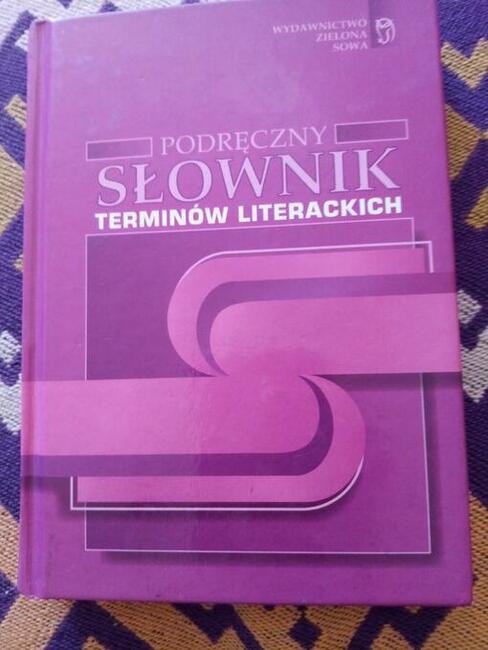 WYDAWNICTWO
ZIELONA
SOWA
PODRĘCZNY
SŁOWNIK
TERMINÓW LITERACKICH